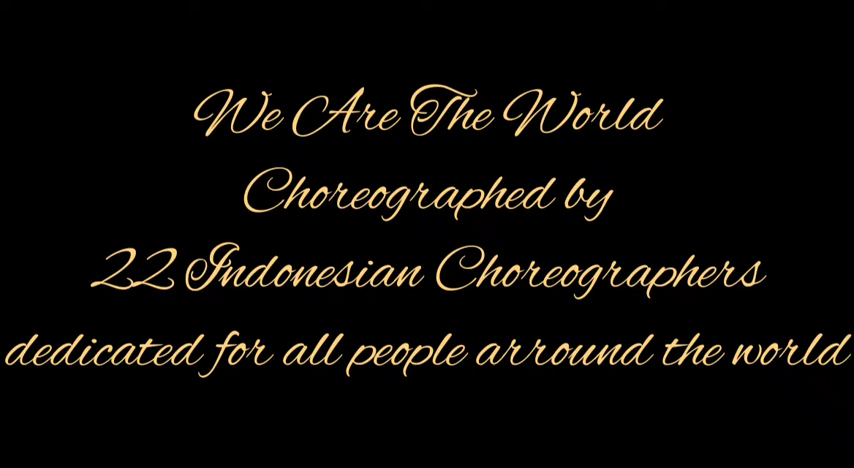 We Are The World
Choreographed by
22 Indonesian Choreographers
dedicated for all people arround the world